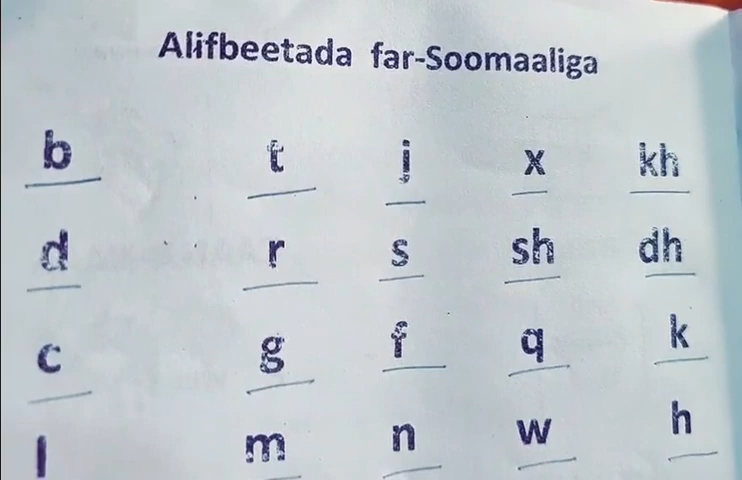 Alifbeetada far-Soomaaliga
b t j x kh
d r s sh dh
c g f q k
l m n w h